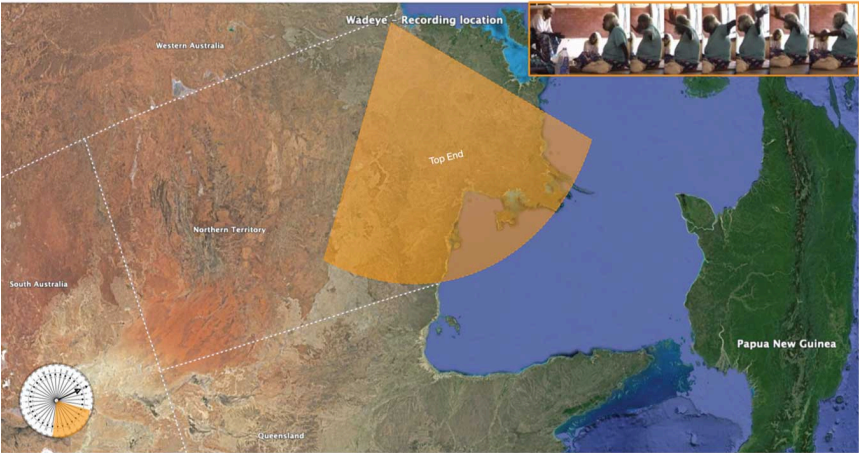 Wadeye – Recording location
Western Australia
Top End
Northern Territory
South Australia
Papua New Guinea
Queensland